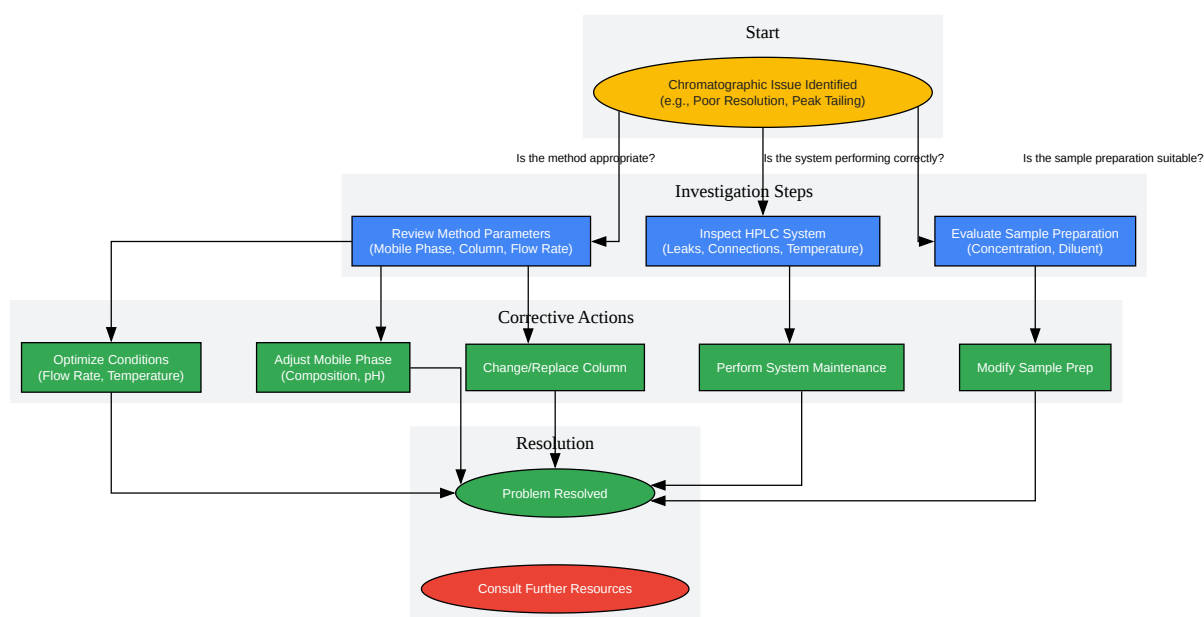 Start
Chromatographic Issue Identified
(e.g., Poor Resolution, Peak Tailing)
Is the method appropriate?
Is the system performing correctly?
Is the sample preparation suitable?
Investigation Steps
Review Method Parameters
(Mobile Phase, Column, Flow Rate)
Inspect HPLC System
(Leaks, Connections, Temperature)
Evaluate Sample Preparation
(Concentration, Diluent)
Corrective Actions
Optimize Conditions
(Flow Rate, Temperature)
Adjust Mobile Phase
(Composition, pH)
Change/Replace Column
Perform System Maintenance
Modify Sample Prep
Resolution
Problem Resolved
Consult Further Resources